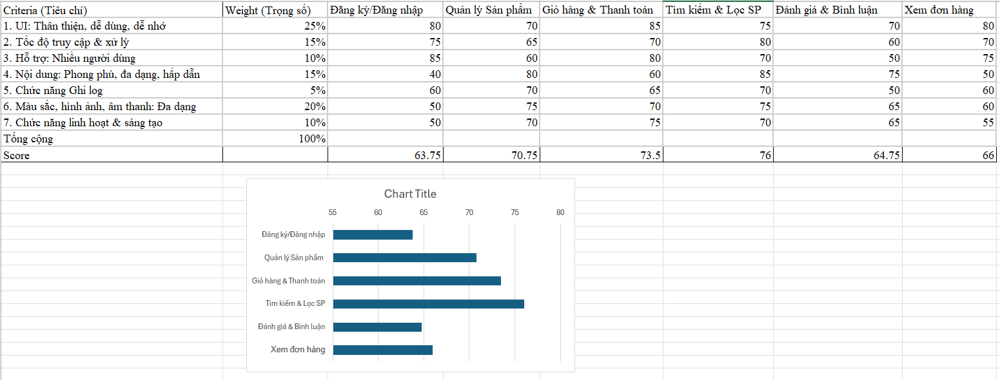 Criteria (Tiêu chí) Weight (Trọng số) Đăng ký/Đăng nhập Quản lý Sản phẩm Giỏ hàng & Thanh toán Tìm kiếm & Lọc SP Đánh giá & Bình luận Xem đơn hàng
1. UI: Thân thiện, dễ dùng, dễ nhớ 25% 80 70 85 75 70 80
2. Tốc độ truy cập & xử lý 15% 75 65 70 80 60 70
3. Hỗ trợ: Nhiều người dùng 10% 85 60 80 70 50 75
4. Nội dung: Phong phú, đa dạng, hấp dẫn 15% 40 80 60 85 75 50
5. Chức năng Ghi log 5% 60 70 65 70 50 60
6. Màu sắc, hình ảnh, âm thanh: Đa dạng 20% 50 75 70 75 65 60
7. Chức năng linh hoạt & sáng tạo 10% 50 70 75 70 65 55
Tổng cộng 100%
Score 63.75 70.75 73.5 76 64.75 66
Chart Title
55 60 65 70 75 80
Đăng ký/Đăng nhập
Quản lý Sản phẩm
Giỏ hàng & Thanh toán
Tìm kiếm & Lọc SP
Đánh giá & Bình luận
Xem đơn hàng